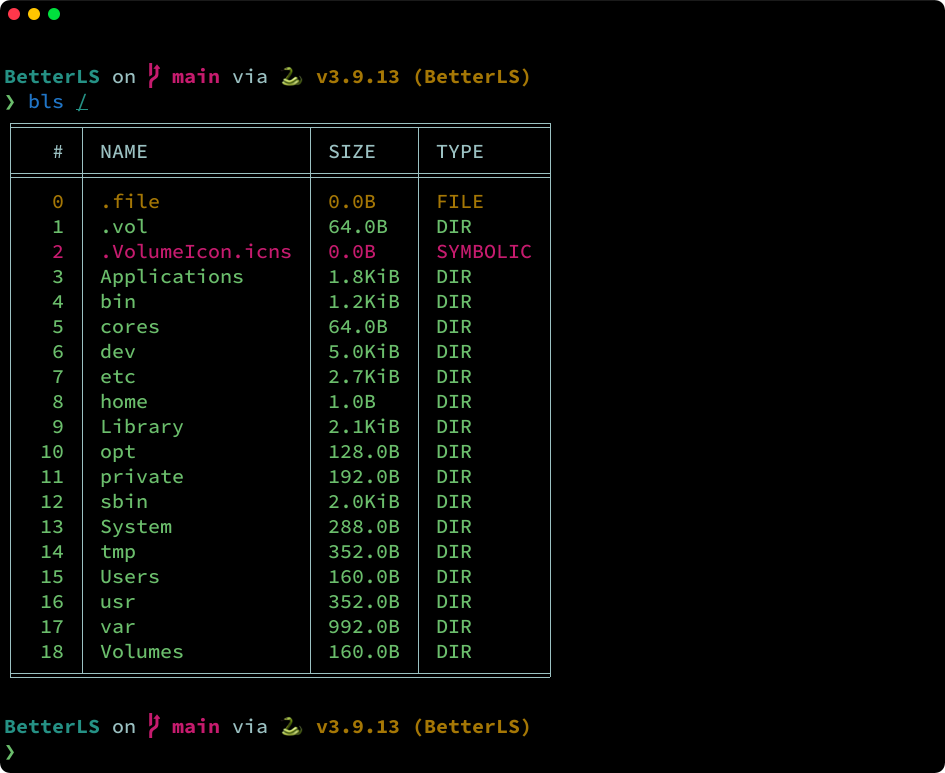 BetterLS on main via v3.9.13 (BetterLS)
❯ bls /
# NAME SIZE TYPE
0 .file 0.0B FILE
1 .vol 64.0B DIR
2 .VolumeIcon.icns 0.0B SYMBOLIC
3 Applications 1.8KiB DIR
4 bin 1.2KiB DIR
5 cores 64.0B DIR
6 dev 5.0KiB DIR
7 etc 2.7KiB DIR
8 home 1.0B DIR
9 Library 2.1KiB DIR
10 opt 128.0B DIR
11 private 192.0B DIR
12 sbin 2.0KiB DIR
13 System 288.0B DIR
14 tmp 352.0B DIR
15 Users 160.0B DIR
16 usr 352.0B DIR
17 var 992.0B DIR
18 Volumes 160.0B DIR
BetterLS on main via v3.9.13 (BetterLS)
❯